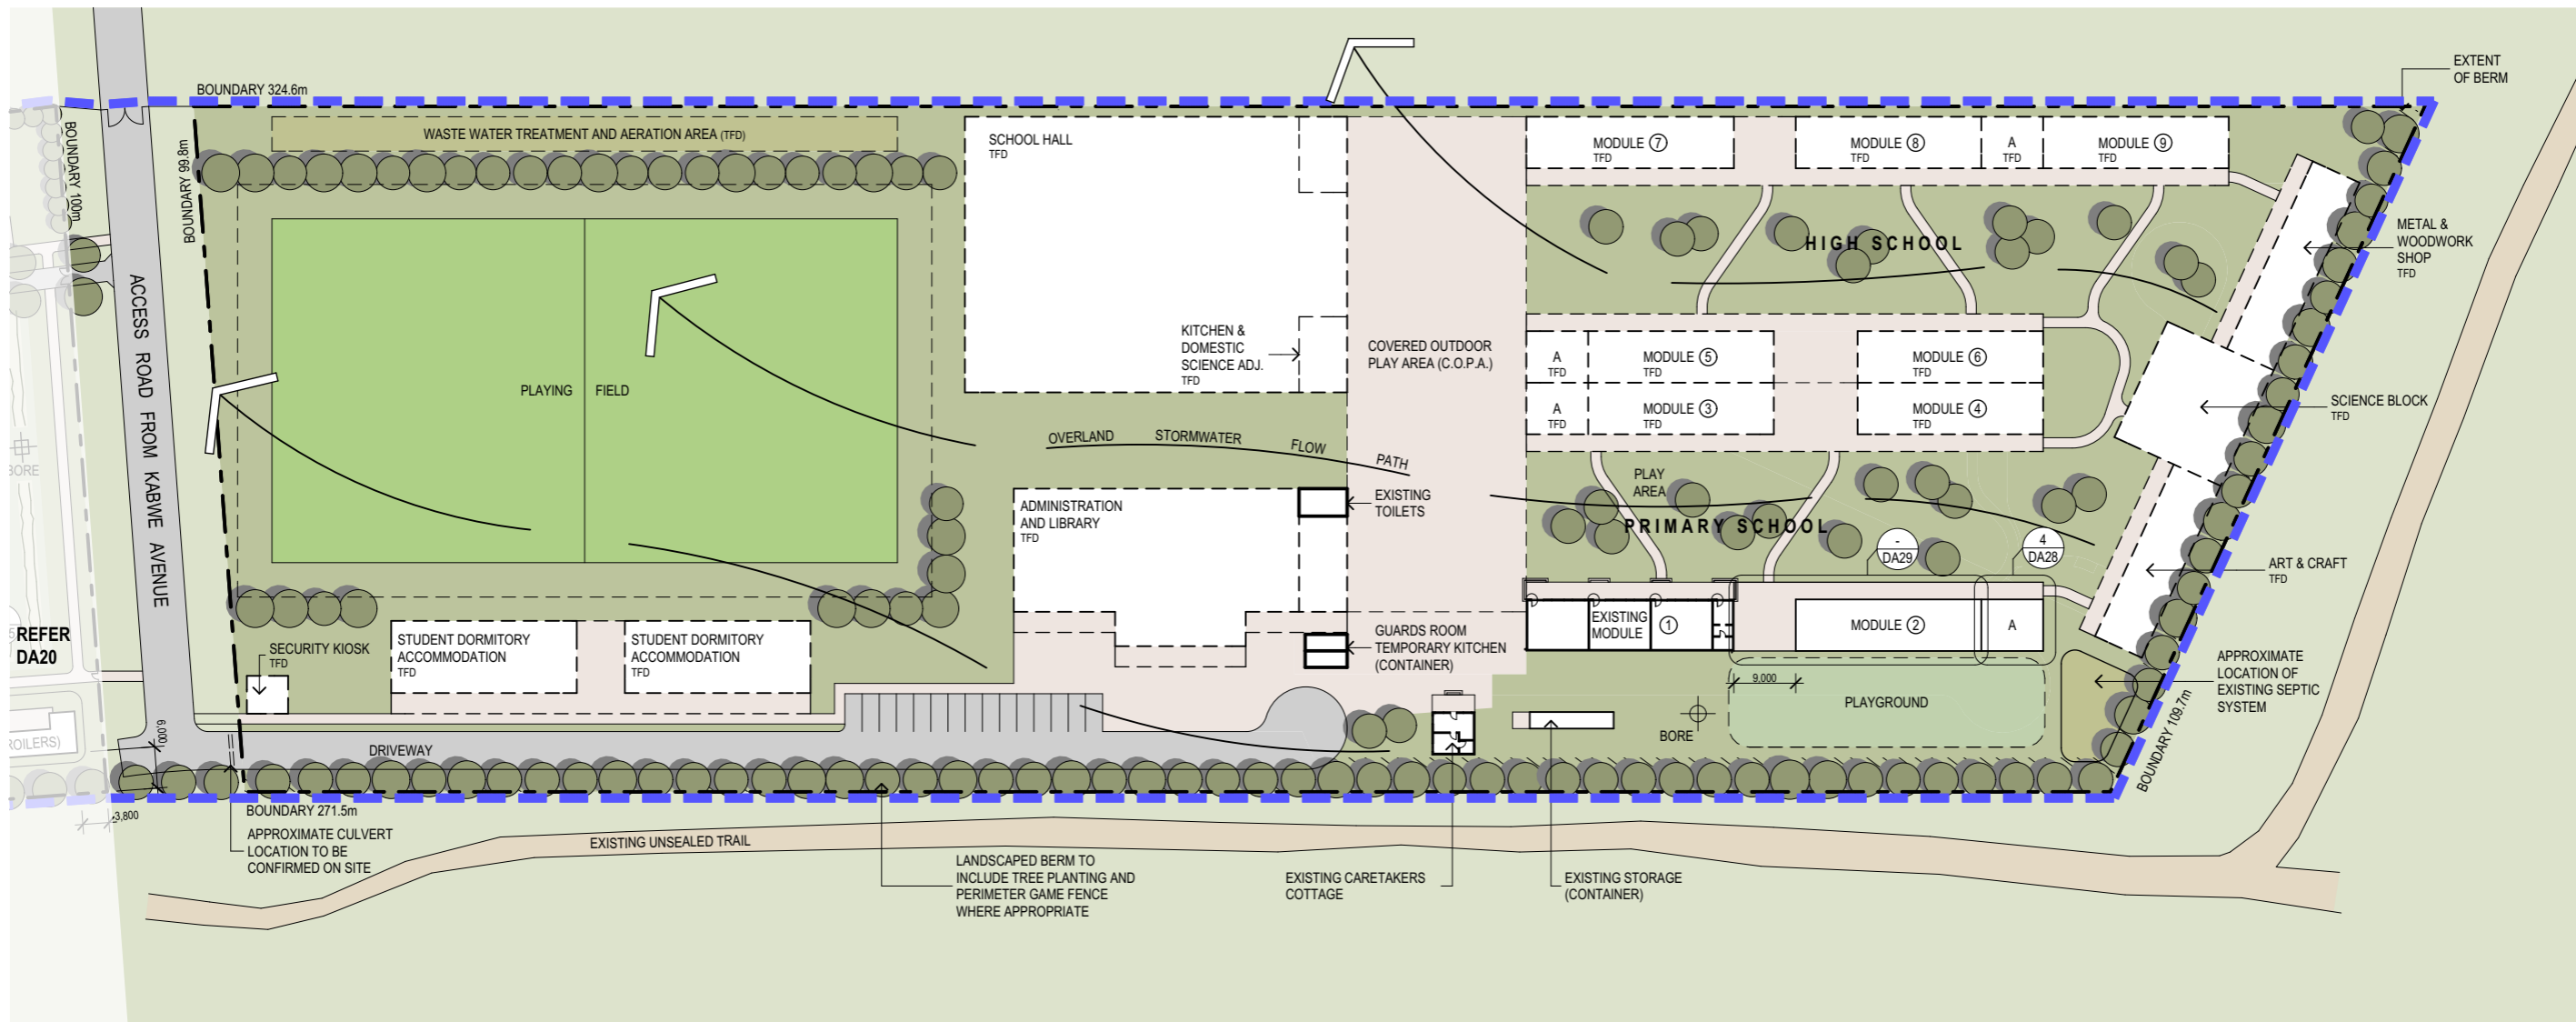 EXTENT
OF BERM
BOUNDARY 324.6m
BOUNDARY 100m
BOUNDARY 99.8m
WASTE WATER TREATMENT AND AERATION AREA (TFD)
SCHOOL HALL
TFD
MODULE 7
TFD
MODULE 8
TFD
A
TFD
MODULE 9
TFD
METAL &
WOODWORK
SHOP
TFD
HIGH SCHOOL
ACCESS ROAD FROM KABWE AVENUE
KITCHEN &
DOMESTIC
SCIENCE ADJ.
TFD
COVERED OUTDOOR
PLAY AREA (C.O.P.A.)
A
TFD
MODULE 5
TFD
MODULE 6
TFD
PLAYING FIELD
A
TFD
MODULE 3
TFD
MODULE 4
TFD
SCIENCE BLOCK
TFD
OVERLAND STORMWATER FLOW PATH
BORE
PLAY
AREA
EXISTING
TOILETS
ADMINISTRATION
AND LIBRARY
TFD
PRIMARY SCHOOL
-
DA29
4
DA28
ART & CRAFT
TFD
REFER
DA20
SECURITY KIOSK
TFD
STUDENT DORMITORY
ACCOMMODATION
TFD
STUDENT DORMITORY
ACCOMMODATION
TFD
GUARDS ROOM
TEMPORARY KITCHEN
(CONTAINER)
EXISTING
MODULE 1
MODULE 2
A
APPROXIMATE
LOCATION OF
EXISTING SEPTIC
SYSTEM
9,000
PLAYGROUND
BORE
6,000
ROILERS)
DRIVEWAY
BOUNDARY 109.7m
BOUNDARY 271.5m
3,800
APPROXIMATE CULVERT
LOCATION TO BE
CONFIRMED ON SITE
EXISTING UNSEALED TRAIL
LANDSCAPED BERM TO
INCLUDE TREE PLANTING AND
PERIMETER GAME FENCE
WHERE APPROPRIATE
EXISTING CARETAKERS
COTTAGE
EXISTING STORAGE
(CONTAINER)